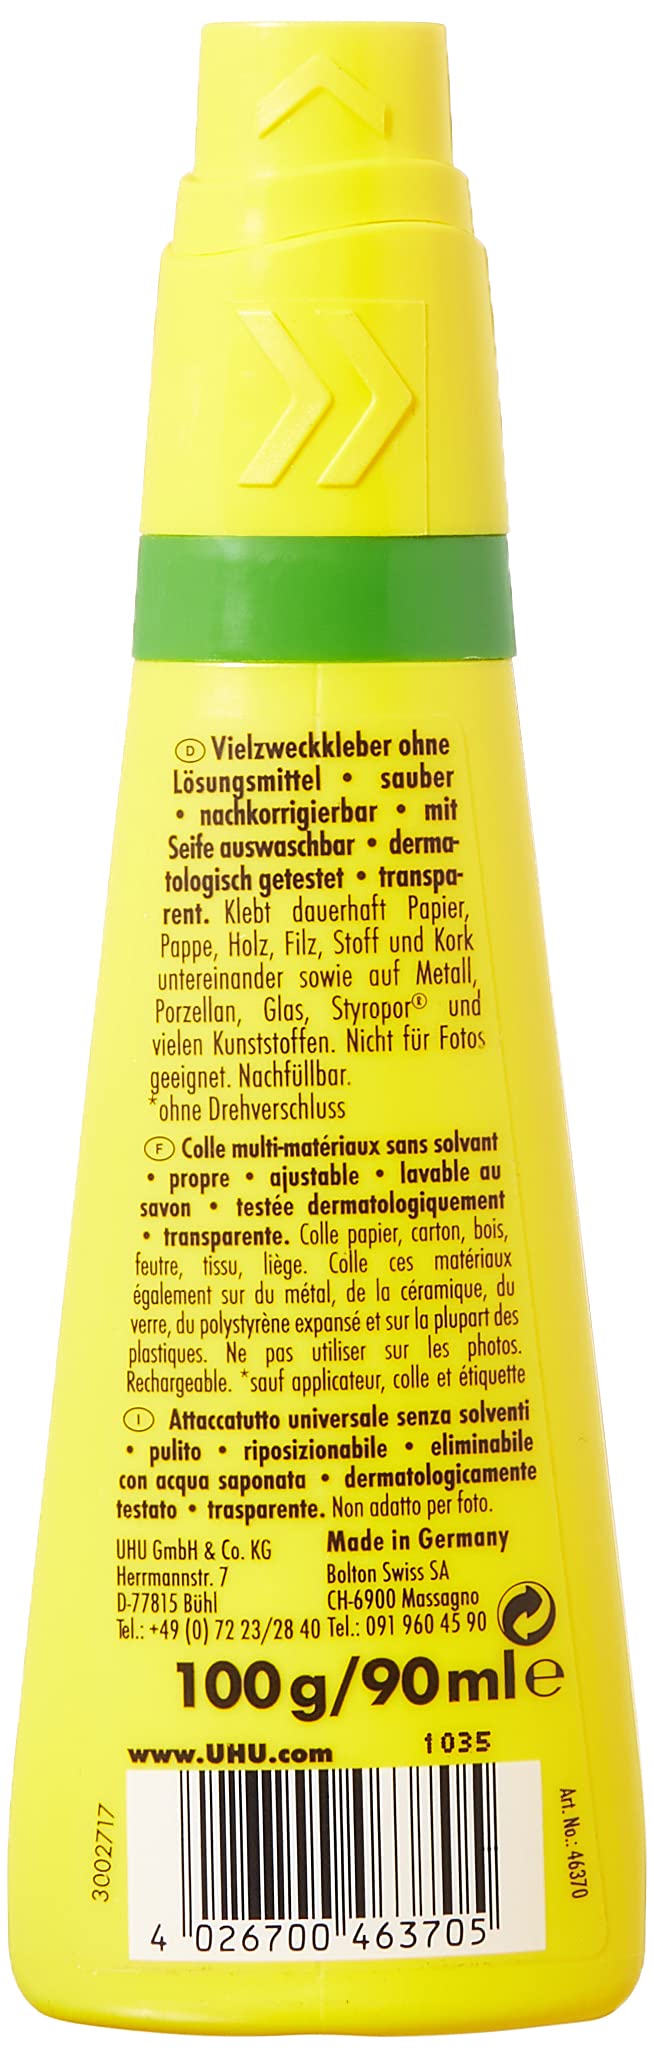 D Vielzweckkleber ohne
Lösungsmittel • sauber
• nachkorrigierbar • mit
Seife auswaschbar • derma-
tologisch getestet • transpa-
rent. Klebt dauerhaft Papier,
Pappe, Holz, Filz, Stoff und Kork
untereinander sowie auf Metall,
Porzellan, Glas, Styropor® und
vielen Kunststoffen. Nicht für Fotos
geeignet. Nachfüllbar.
*ohne Drehverschluss
F Colle multi-matériaux sans solvant
• propre • ajustable • lavable au
savon • testée dermatologiquement
• transparente. Colle papier, carton, bois,
feutre, tissu, liège. Colle ces matériaux
également sur du métal, de la céramique, du
verre, du polystyrène expansé et sur la plupart des
plastiques. Ne pas utiliser sur les photos.
Rechargeable. *sauf applicateur, colle et étiquette
I Attaccatutto universale senza solventi
• pulito • riposizionabile • eliminabile
con acqua saponata • dermatologicamente
testato • trasparente. Non adatto per foto.
UHU GmbH & Co. KG
Herrmannstr. 7
D-77815 Bühl
Tel.: +49 (0) 72 23/28 40
Made in Germany
Bolton Swiss SA
CH-6900 Massagno
Tel.: 091 960 45 90
100g/90ml e
www.UHU.com
1035
3002717
Art. No.: 46370
4 026700 463705